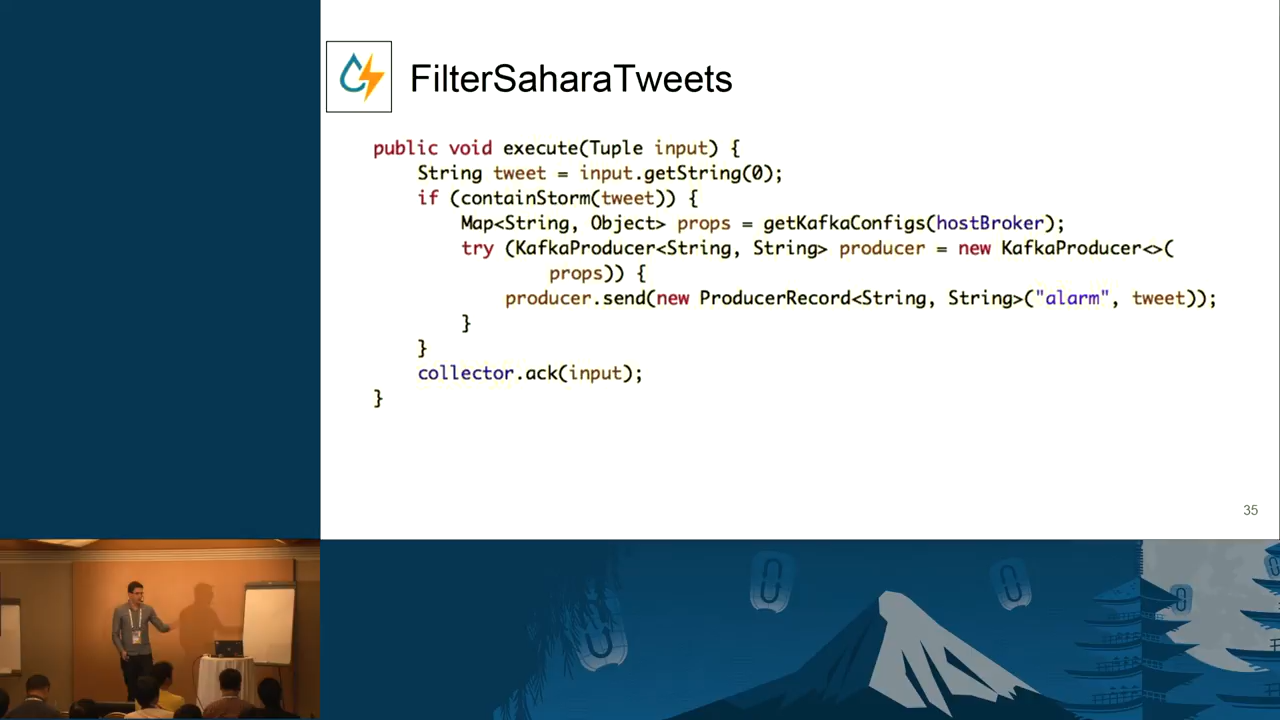 FilterSaharaTweets
public void execute(Tuple input) {
String tweet = input.getString(0);
if (containStorm(tweet)) {
Map<String, Object> props = getKafkaConfigs(hostBroker);
try (KafkaProducer<String, String> producer = new KafkaProducer<>(
props)) {
producer.send(new ProducerRecord<String, String>("alarm", tweet));
}
}
collector.ack(input);
}
35